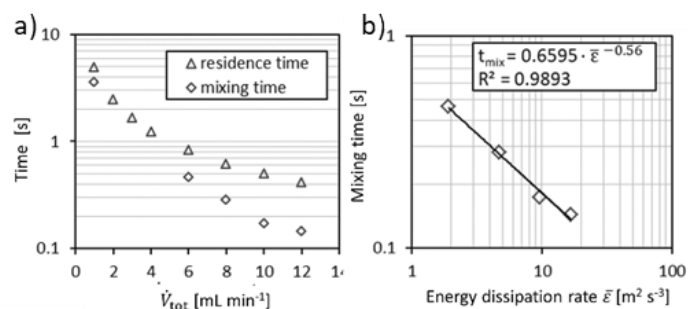 a)
10
1
0.1
Time [s]
△ residence time
◇ mixing time
0 2 4 6 8 10 12 14
V̇tot [mL min⁻¹]
b)
1
0.1
Mixing time [s]
tmix = 0.6595 · ε̄ ⁻⁰·⁵⁶
R² = 0.9893
1 10 100
Energy dissipation rate ε̄ [m² s⁻³]